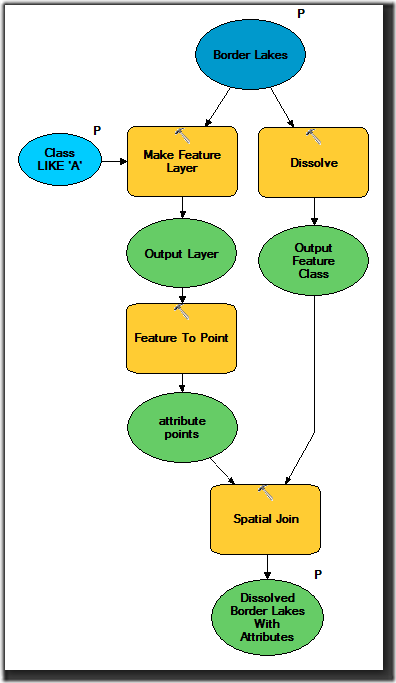 P
Border Lakes
P
Class
LIKE 'A'
Make Feature
Layer
Dissolve
Output Layer
Output
Feature
Class
Feature To Point
attribute
points
Spatial Join
P
Dissolved
Border Lakes
With
Attributes